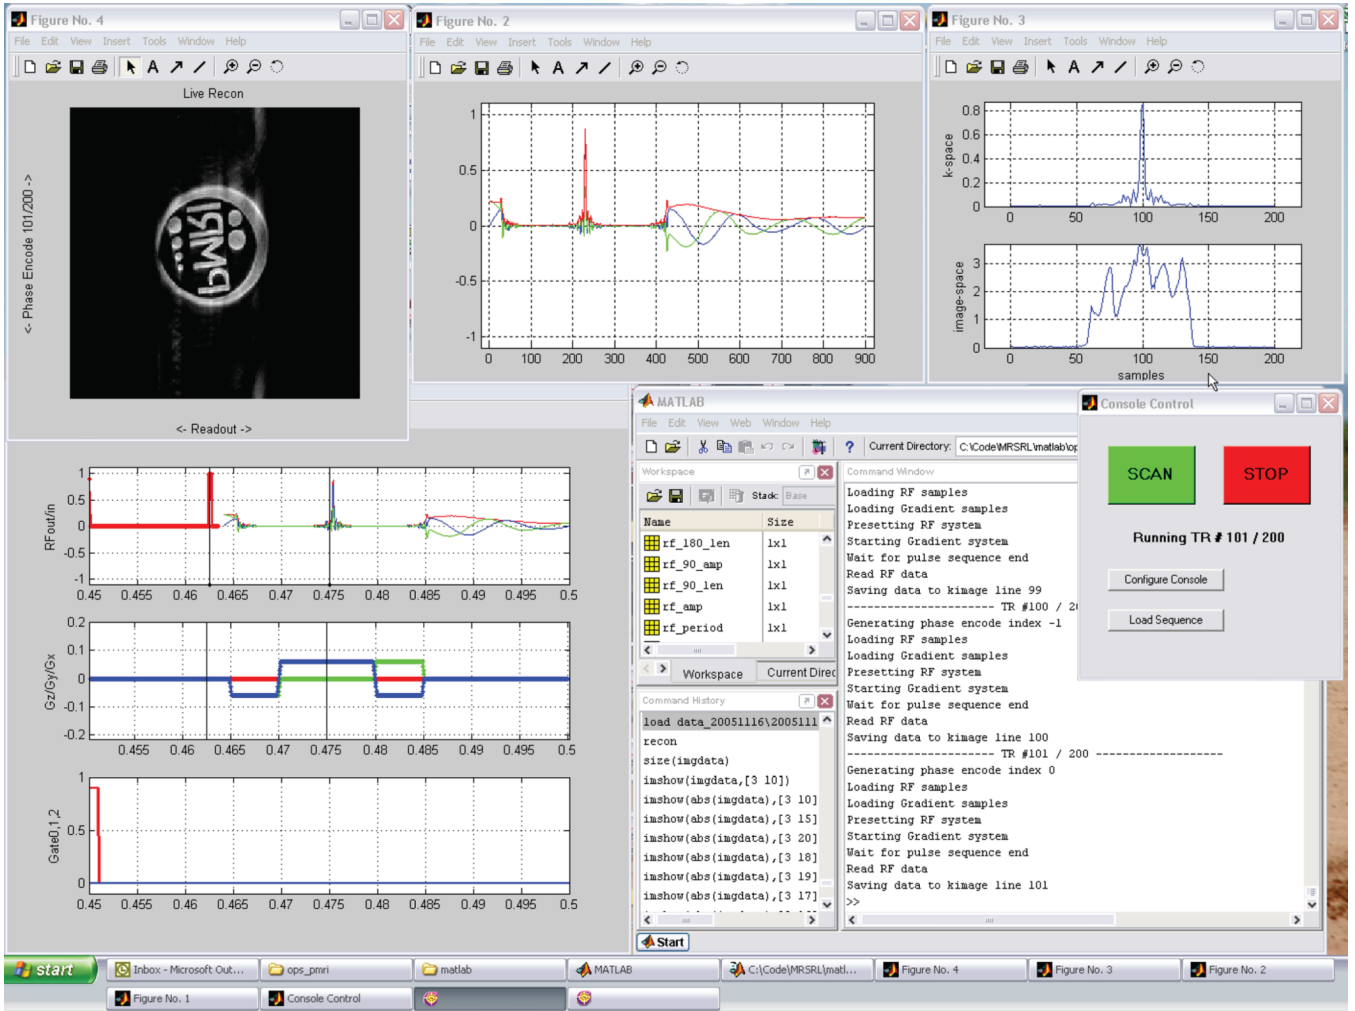 Figure No. 4
File Edit View Insert Tools Window Help
Live Recon
<- Phase Encode 101/200 ->
PMRI
<- Readout ->
Figure No. 2
File Edit View Insert Tools Window Help
1
0.5
0
-0.5
-1
0 100 200 300 400 500 600 700 800 900
Figure No. 3
File Edit View Insert Tools Window Help
k-space
0.8
0.6
0.4
0.2
0
0 50 100 150 200
image-space
3
2
1
0
0 50 100 150 200
samples
RFout/in
1
0.5
0
-0.5
-1
0.45 0.455 0.46 0.465 0.47 0.475 0.48 0.485 0.49 0.495 0.5
Gz/Gy/Gx
0.2
0.1
0
-0.1
-0.2
0.455 0.46 0.465 0.47 0.475 0.48 0.485 0.49 0.495 0.5
Gate0,1,2
1
0.5
0
0.45 0.455 0.46 0.465 0.47 0.475 0.48 0.485 0.49 0.495 0.5
MATLAB
File Edit View Web Window Help
? Current Directory: C:\Code\MRSRL\matlab\op
Workspace
Stack: Base
Name Size
rf_180_len 1x1
rf_90_amp 1x1
rf_90_len 1x1
rf_amp 1x1
rf_period 1x1
Workspace Current Direc
Command History
load data_20051116\2005111
recon
size(imgdata)
imshow(imgdata,[3 10])
imshow(abs(imgdata),[3 10]
imshow(abs(imgdata),[3 15]
imshow(abs(imgdata),[3 20]
imshow(abs(imgdata),[3 18]
imshow(abs(imgdata),[3 19]
imshow(abs(imgdata),[3 17]
Start
Command Window
Loading RF samples
Loading Gradient samples
Presetting RF system
Starting Gradient system
Wait for pulse sequence end
Read RF data
Saving data to kimage line 99
---------------------- TR #100 / 20
Generating phase encode index -1
Loading RF samples
Loading Gradient samples
Presetting RF system
Starting Gradient system
Wait for pulse sequence end
Read RF data
Saving data to kimage line 100
---------------------- TR #101 / 200 -------------------
Generating phase encode index 0
Loading RF samples
Loading Gradient samples
Presetting RF system
Starting Gradient system
Wait for pulse sequence end
Read RF data
Saving data to kimage line 101
>>
Console Control
SCAN STOP
Running TR # 101 / 200
Configure Console
Load Sequence
start
Inbox - Microsoft Out...
ops_pmri
matlab
MATLAB
C:\Code\MRSRL\matl...
Figure No. 4
Figure No. 3
Figure No. 2
Figure No. 1
Console Control